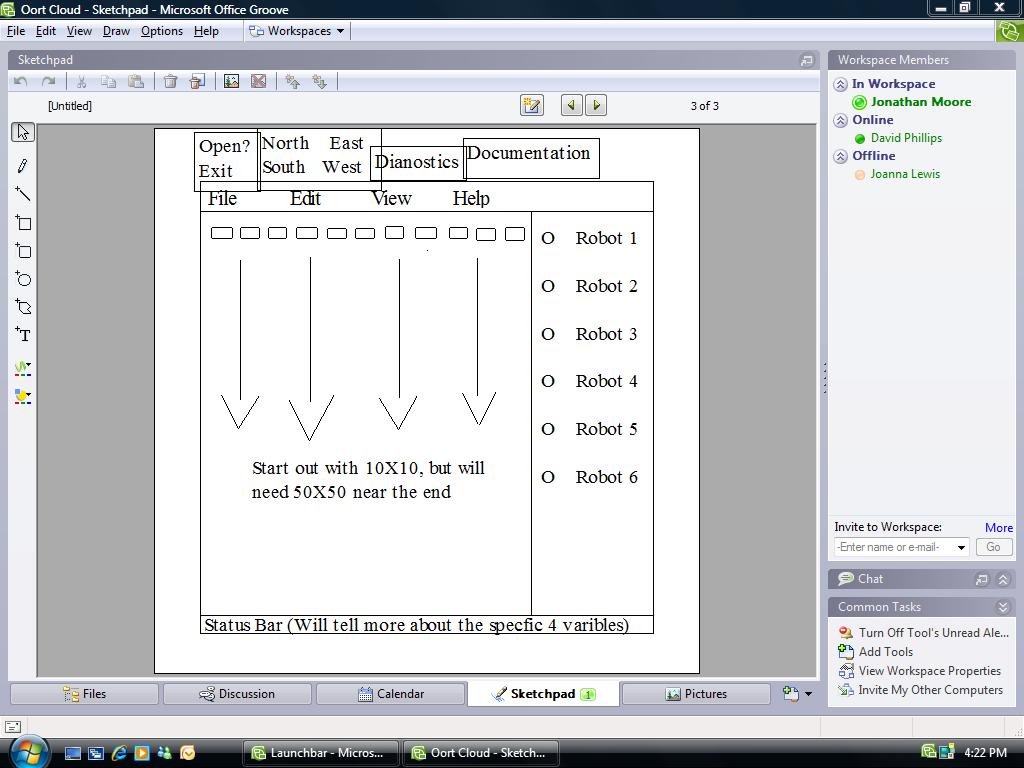 Oort Cloud - Sketchpad - Microsoft Office Groove
File Edit View Draw Options Help Workspaces
Sketchpad
[Untitled]
3 of 3
Open? Exit
North East
South West
Dianostics
Documentation
File Edit View Help
O Robot 1
O Robot 2
O Robot 3
O Robot 4
O Robot 5
O Robot 6
Start out with 10X10, but will
need 50X50 near the end
Status Bar (Will tell more about the specfic 4 varibles)
Workspace Members
In Workspace
Jonathan Moore
Online
David Phillips
Offline
Joanna Lewis
Invite to Workspace: More
-Enter name or e-mail- Go
Chat
Common Tasks
Turn Off Tool's Unread Ale...
Add Tools
View Workspace Properties
Invite My Other Computers
Files Discussion Calendar Sketchpad 1 Pictures
Launchbar - Micros... Oort Cloud - Sketch... 4:22 PM